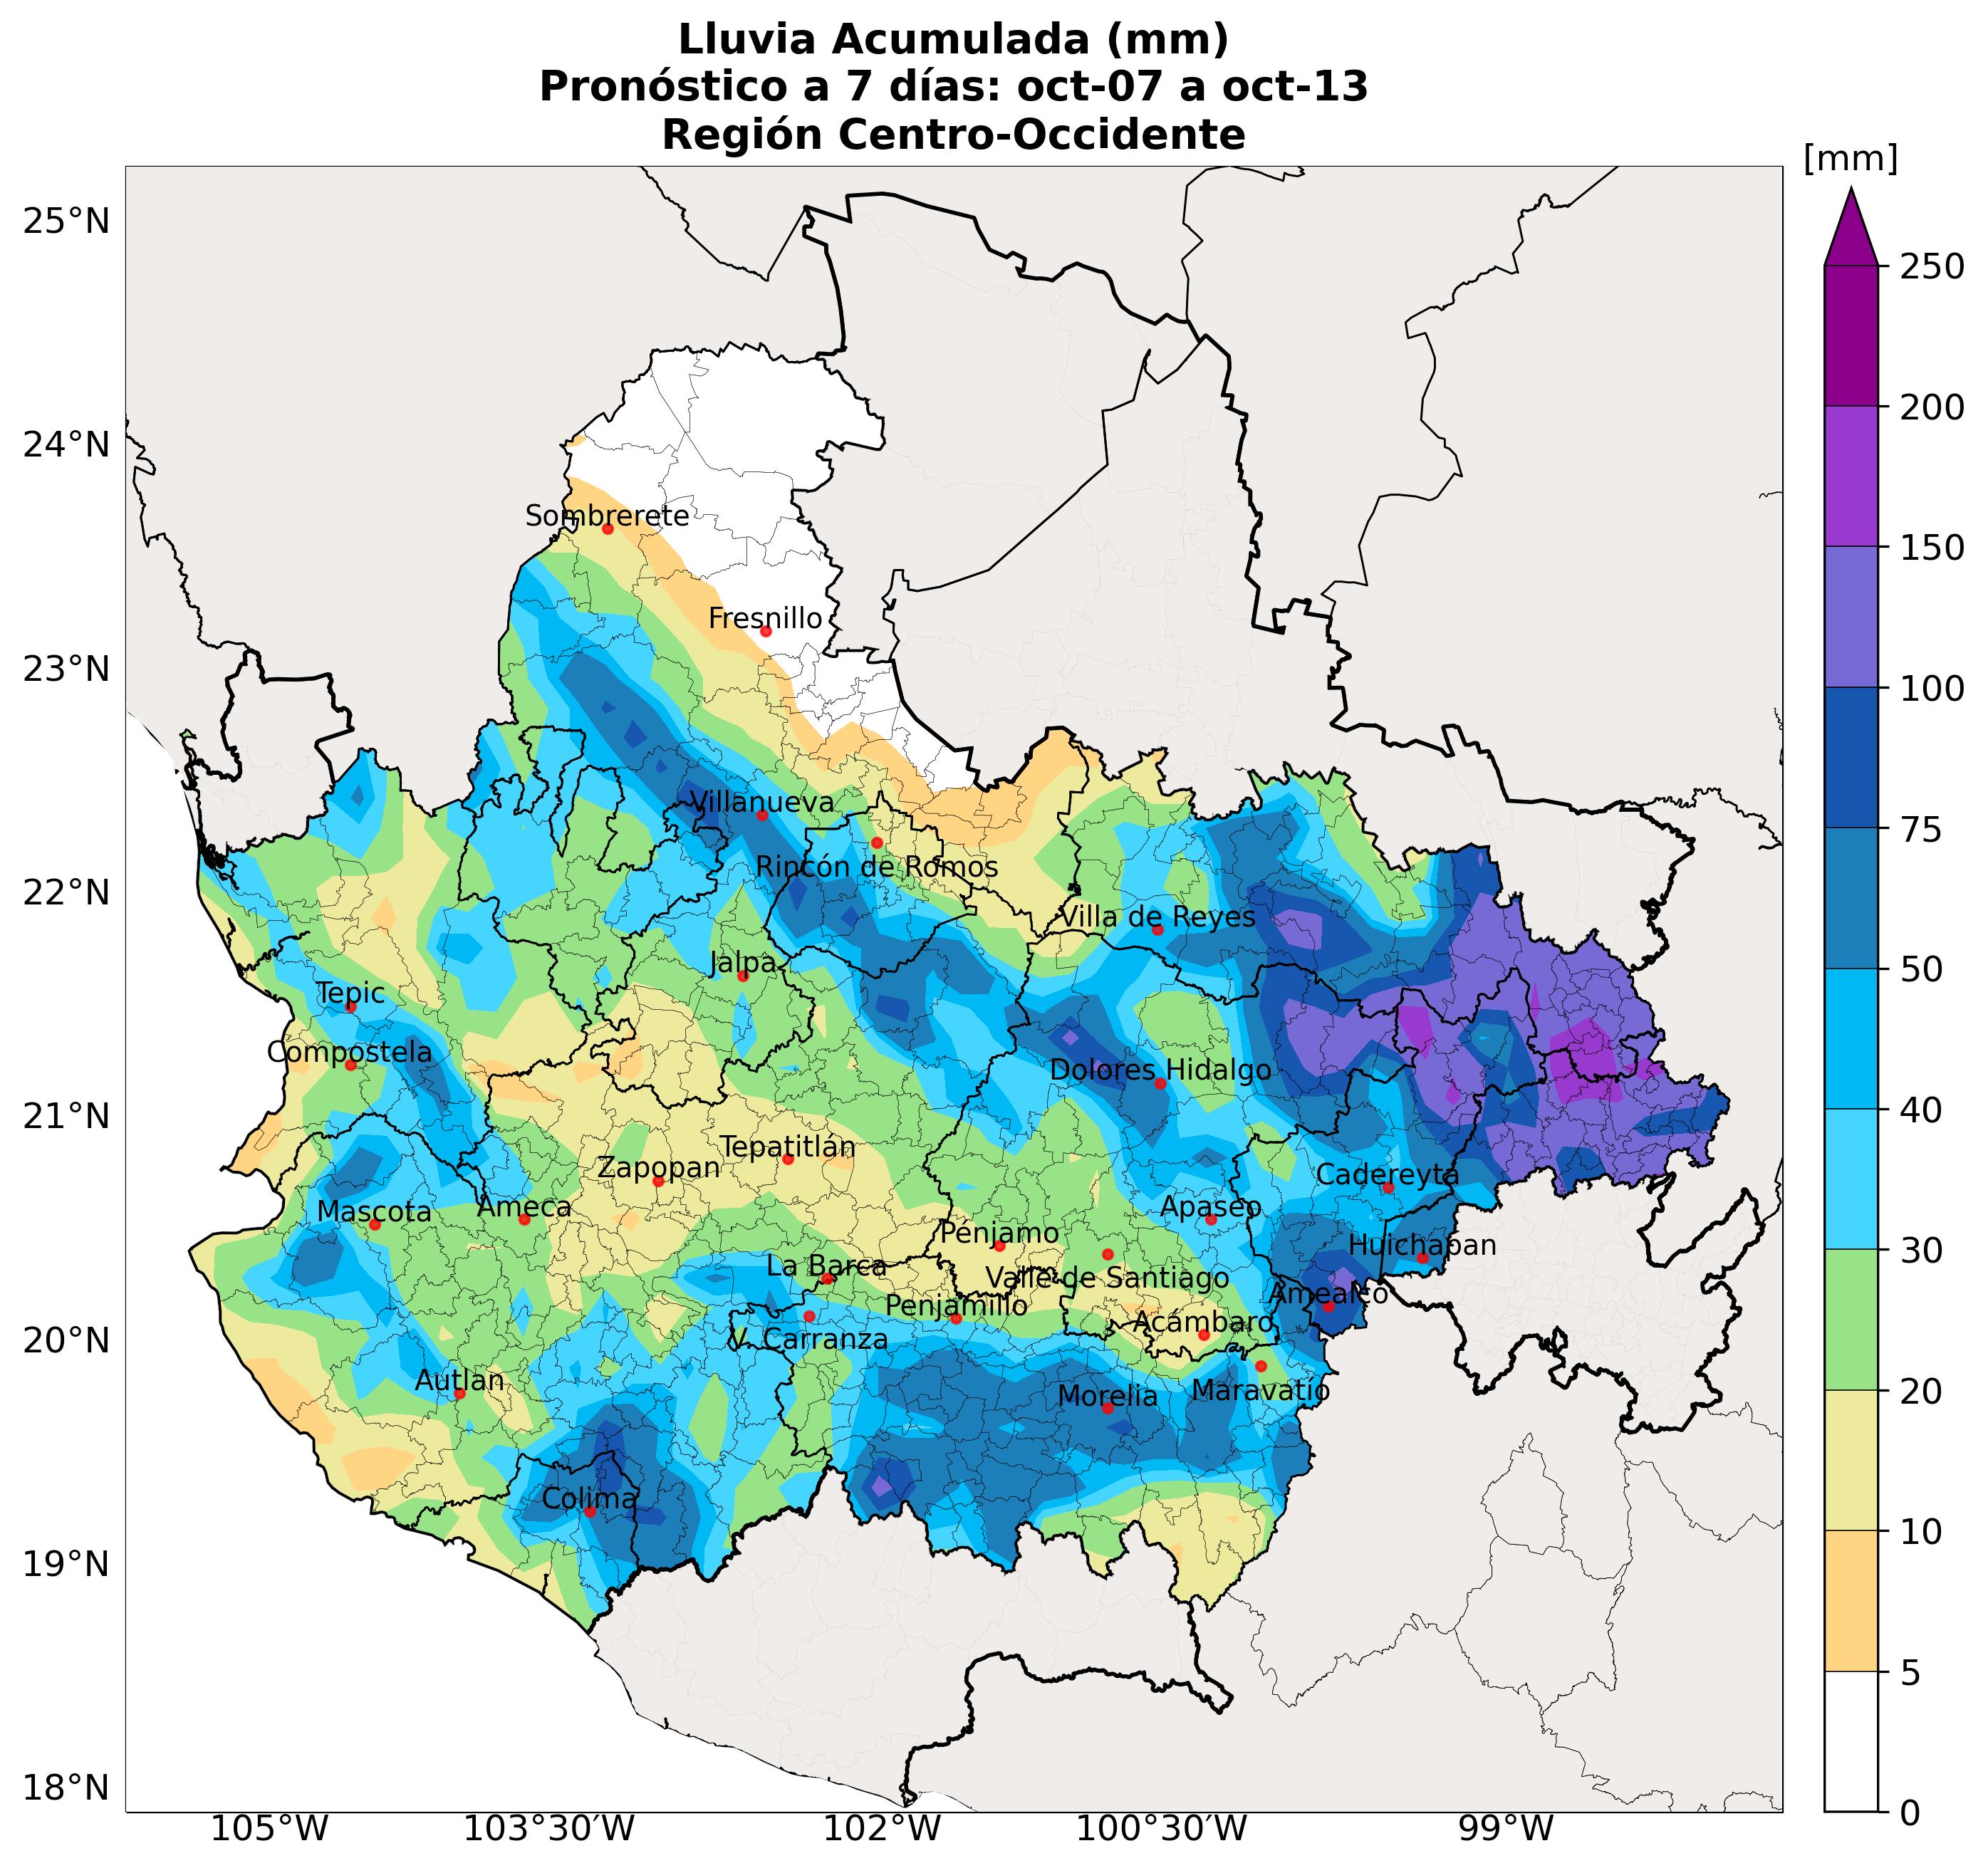 Lluvia Acumulada (mm)
Pronóstico a 7 días: oct-07 a oct-13
Región Centro-Occidente
[mm]
25°N
24°N
23°N
22°N
21°N
20°N
19°N
18°N
250
200
150
100
75
50
40
30
20
10
5
0
Sombrerete
Fresnillo
Villanueva
Rincón de Romos
Villa de Reyes
Jalpa
Tepic
Compostela
Dolores Hidalgo
Tepatitlán
Zapopan
Cadereyta
Mascota
Ameca
Apaseo
Pénjamo
Huichapan
La Barca
Valle de Santiago
Amealco
Penjamillo
Acámbaro
V. Carranza
Autlan
Morelia
Maravatio
Colima
105°W
103°30'W
102°W
100°30'W
99°W